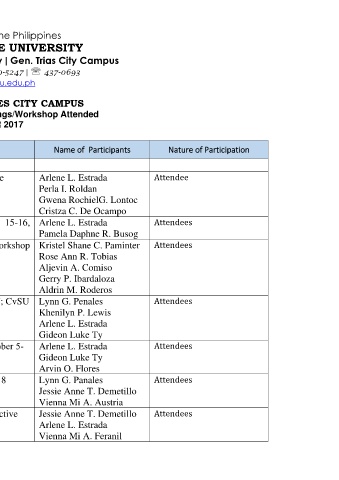 ne Philippines
E UNIVERSITY
y | Gen. Trias City Campus
0-5247 | ☏ 437-0693
u.edu.ph
ES CITY CAMPUS
ngs/Workshop Attended
t 2017
Name of Participants Nature of Participation
e Arlene L. Estrada Attendee
Perla I. Roldan
Gwena RochielG. Lontoc
Cristza C. De Ocampo
15-16, Arlene L. Estrada Attendees
Pamela Daphne R. Busog
orkshop Kristel Shane C. Paminter Attendees
Rose Ann R. Tobias
Aljevin A. Comiso
Gerry P. Ibardaloza
Aldrin M. Roderos
; CvSU Lynn G. Penales Attendees
Khenilyn P. Lewis
Arlene L. Estrada
Gideon Luke Ty
ober 5- Arlene L. Estrada Attendees
Gideon Luke Ty
Arvin O. Flores
8 Lynn G. Panales Attendees
Jessie Anne T. Demetillo
Vienna Mi A. Austria
ctive Jessie Anne T. Demetillo Attendees
Arlene L. Estrada
Vienna Mi A. Feranil